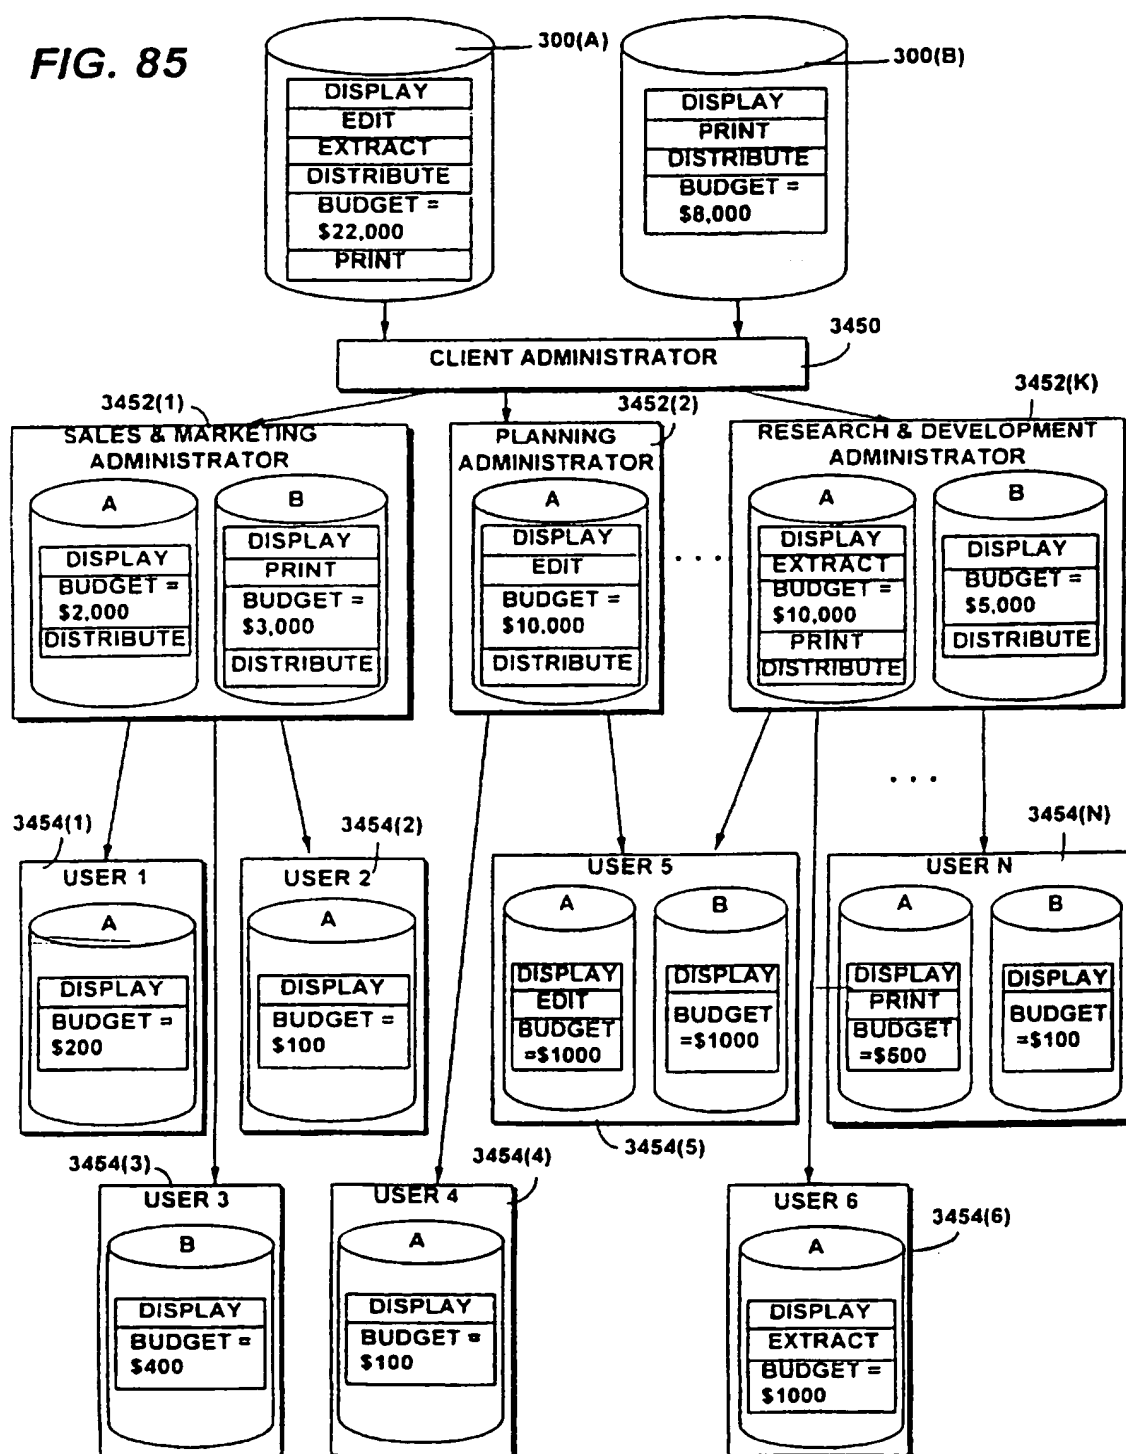 FIG. 85
300(A)
300(B)
DISPLAY
EDIT
EXTRACT
DISTRIBUTE
BUDGET =
$22,000
PRINT
DISPLAY
PRINT
DISTRIBUTE
BUDGET =
$8,000
CLIENT ADMINISTRATOR
3450
3452(1)
SALES & MARKETING
ADMINISTRATOR
A
DISPLAY
BUDGET =
$2,000
DISTRIBUTE
B
DISPLAY
PRINT
BUDGET =
$3,000
DISTRIBUTE
3452(2)
PLANNING
ADMINISTRATOR
A
DISPLAY
EDIT
BUDGET =
$10.000
DISTRIBUTE
. . .
3452(K)
RESEARCH & DEVELOPMENT
ADMINISTRATOR
A
DISPLAY
EXTRACT
BUDGET =
$10,000
PRINT
DISTRIBUTE
B
DISPLAY
BUDGET =
$5,000
DISTRIBUTE
. . .
3454(1)
USER 1
A
DISPLAY
BUDGET =
$200
3454(2)
USER 2
A
DISPLAY
BUDGET =
$100
USER 5
A
DISPLAY
EDIT
BUDGET
=$1000
B
DISPLAY
BUDGET
=$1000
3454(5)
3454(N)
USER N
A
DISPLAY
PRINT
BUDGET
=$500
B
DISPLAY
BUDGET
=$100
3454(3)
USER 3
B
DISPLAY
BUDGET =
$400
3454(4)
USER 4
A
DISPLAY
BUDGET =
$100
USER 6
3454(6)
A
DISPLAY
EXTRACT
BUDGET =
$1000